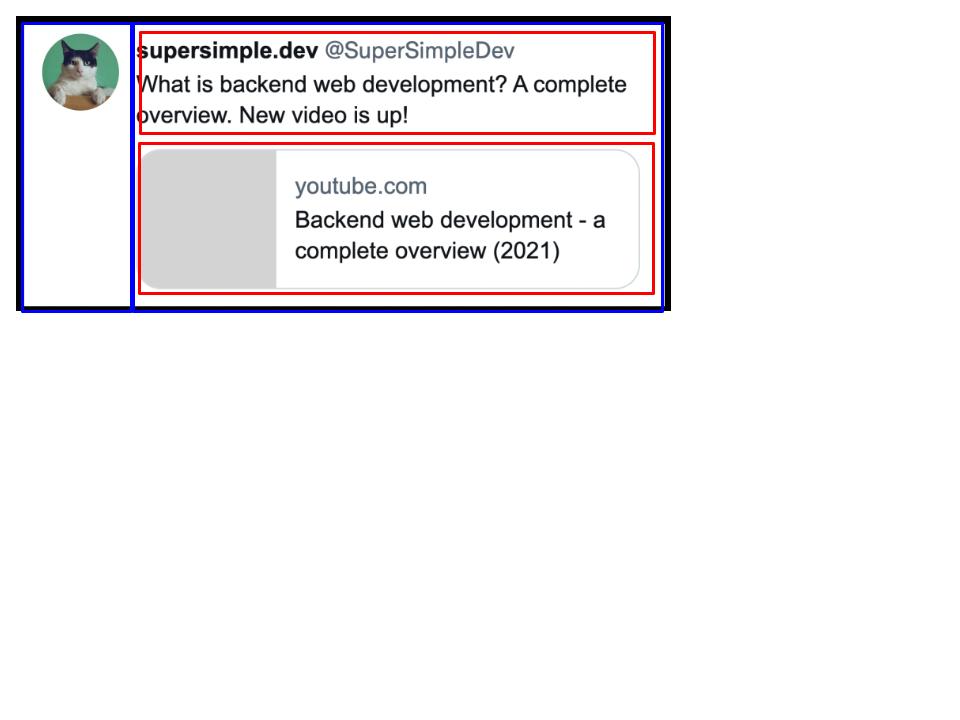 supersimple.dev @SuperSimpleDev
What is backend web development? A complete
overview. New video is up!
youtube.com
Backend web development - a
complete overview (2021)